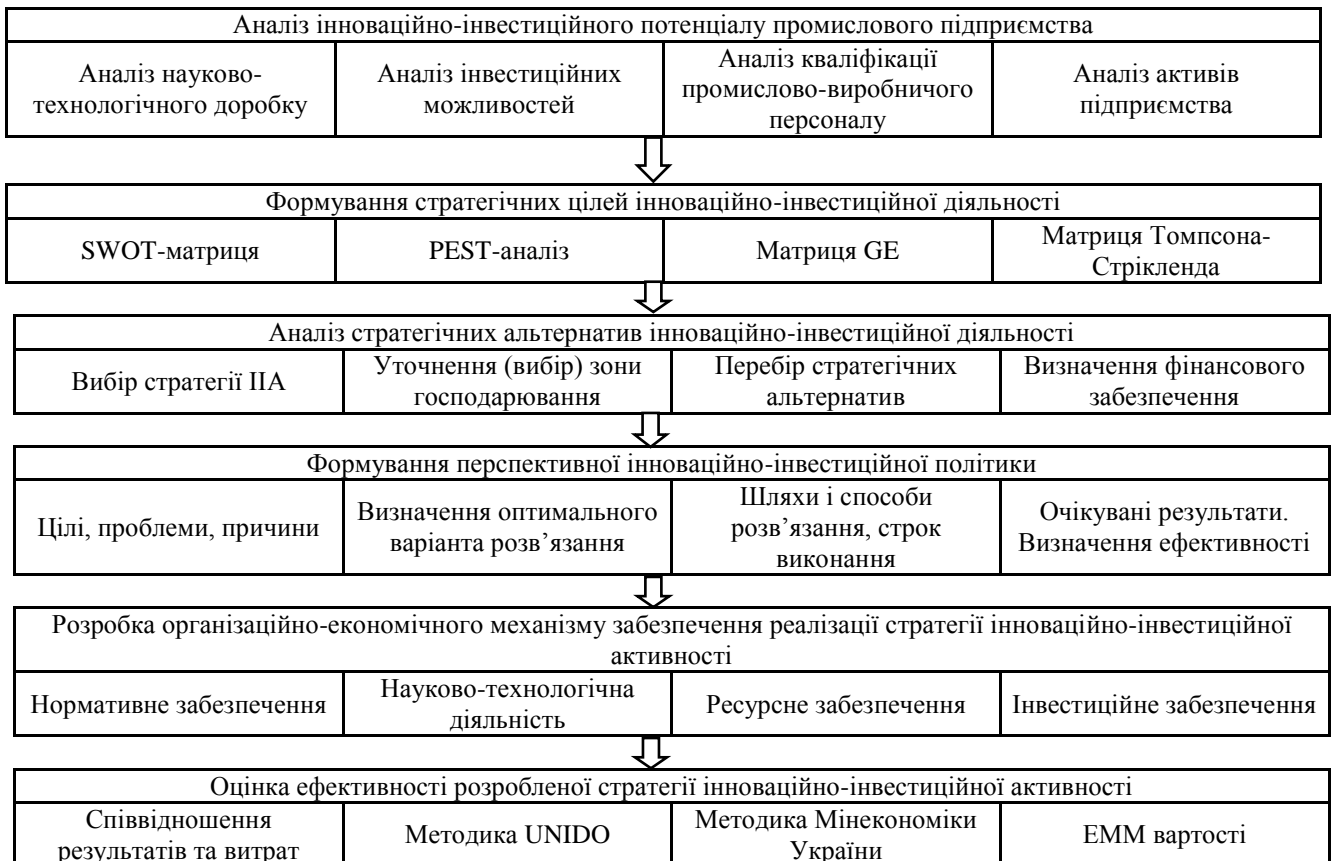 Аналіз інноваційно-інвестиційного потенціалу промислового підприємства
Аналіз науково-
технологічного доробку
Аналіз інвестиційних
можливостей
Аналіз кваліфікації
промислово-виробничого
персоналу
Аналіз активів
підприємства
Формування стратегічних цілей інноваційно-інвестиційної діяльності
SWOT-матриця
PEST-аналіз
Матриця GE
Матриця Томпсона-
Стрікленда
Аналіз стратегічних альтернатив інноваційно-інвестиційної діяльності
Вибір стратегії ІІА
Уточнення (вибір) зони
господарювання
Перебір стратегічних
альтернатив
Визначення фінансового
забезпечення
Формування перспективної інноваційно-інвестиційної політики
Цілі, проблеми, причини
Визначення оптимального
варіанта розв’язання
Шляхи і способи
розв’язання, строк
виконання
Очікувані результати.
Визначення ефективності
Розробка організаційно-економічного механізму забезпечення реалізації стратегії інноваційно-інвестиційної
активності
Нормативне забезпечення
Науково-технологічна
діяльність
Ресурсне забезпечення
Інвестиційне забезпечення
Оцінка ефективності розробленої стратегії інноваційно-інвестиційної активності
Співвідношення
результатів та витрат
Методика UNIDO
Методика Мінекономіки
України
ЕММ вартості